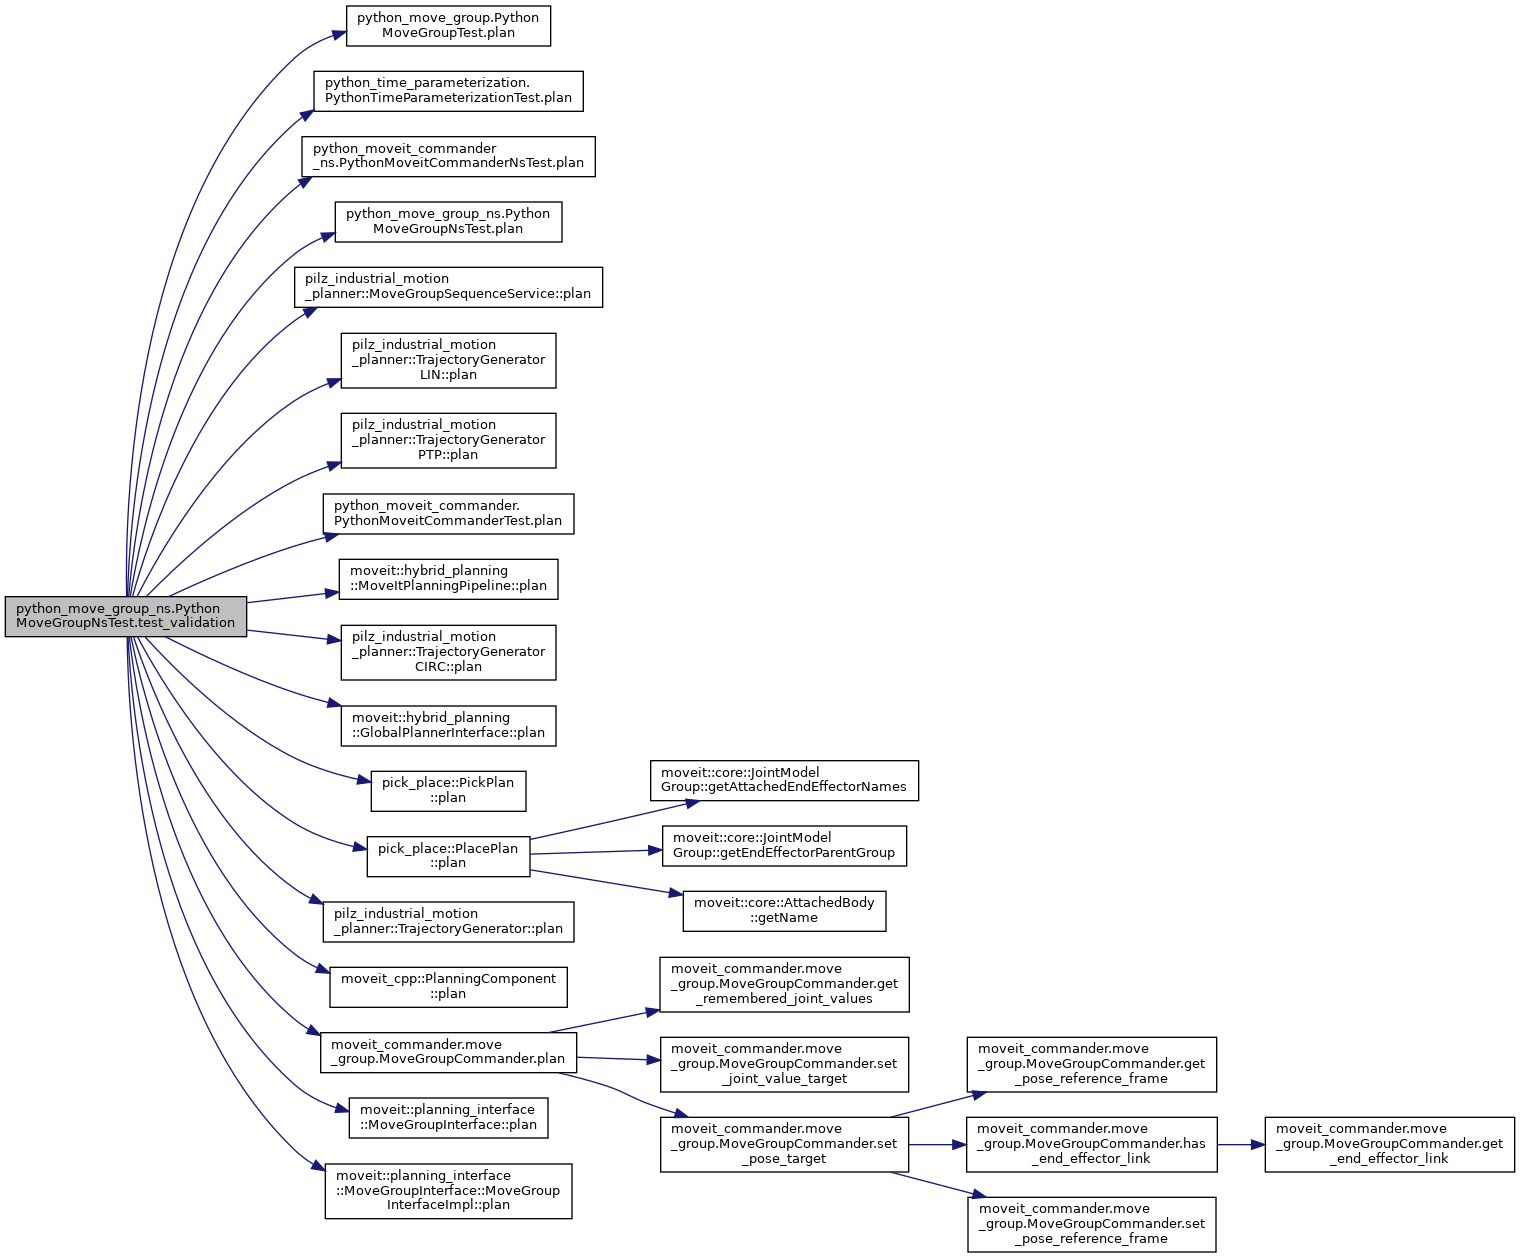 python_move_group.Python
MoveGroupTest.plan
python_time_parameterization.
PythonTimeParameterizationTest.plan
python_moveit_commander
_ns.PythonMoveitCommanderNsTest.plan
python_move_group_ns.Python
MoveGroupNsTest.plan
pilz_industrial_motion
_planner::MoveGroupSequenceService::plan
pilz_industrial_motion
_planner::TrajectoryGenerator
LIN::plan
pilz_industrial_motion
_planner::TrajectoryGenerator
PTP::plan
python_moveit_commander.
PythonMoveitCommanderTest.plan
moveit::hybrid_planning
::MoveItPlanningPipeline::plan
python_move_group_ns.Python
MoveGroupNsTest.test_validation
pilz_industrial_motion
_planner::TrajectoryGenerator
CIRC::plan
moveit::hybrid_planning
::GlobalPlannerInterface::plan
pick_place::PickPlan
::plan
pick_place::PlacePlan
::plan
moveit::core::JointModel
Group::getAttachedEndEffectorNames
moveit::core::JointModel
Group::getEndEffectorParentGroup
moveit::core::AttachedBody
::getName
pilz_industrial_motion
_planner::TrajectoryGenerator::plan
moveit_cpp::PlanningComponent
::plan
moveit_commander.move
_group.MoveGroupCommander.plan
moveit_commander.move
_group.MoveGroupCommander.get
_remembered_joint_values
moveit_commander.move
_group.MoveGroupCommander.set
_joint_value_target
moveit_commander.move
_group.MoveGroupCommander.set
_pose_target
moveit_commander.move
_group.MoveGroupCommander.get
_pose_reference_frame
moveit_commander.move
_group.MoveGroupCommander.has
_end_effector_link
moveit_commander.move
_group.MoveGroupCommander.get
_end_effector_link
moveit_commander.move
_group.MoveGroupCommander.set
_pose_reference_frame
moveit::planning_interface
::MoveGroupInterface::plan
moveit::planning_interface
::MoveGroupInterface::MoveGroup
InterfaceImpl::plan